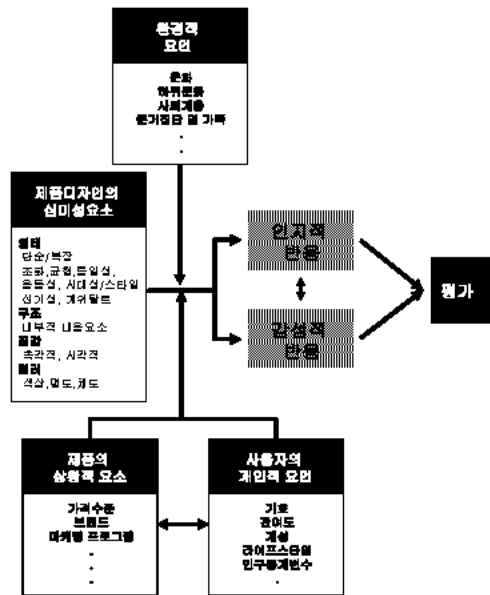 환경적
요인
문화
하위문화
사회계층
준거집단 및 가족
제품디자인의
심미성요소
형태
단순/복잡
조화,균형,통일성,
율동성, 시대성/스타일
신기성, 게쉬탈트
구조
내부적 내용요소
질감
촉각적, 시각적
컬러
색상,명도,채도
인지적
반응
감성적
반응
평가
제품의
상황적 요소
가격수준
브랜드
마케팅 프로그램
사용자의
개인적 요인
기호
관여도
개성
라이프스타일
인구통계변수